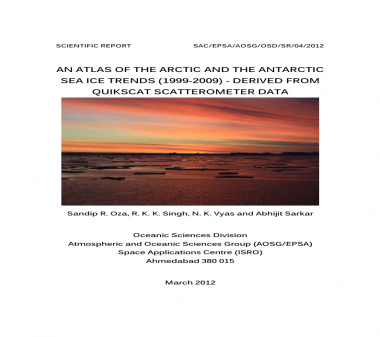 SCIENTIFIC REPORT SAC/EPSA/AOSG/OSD/SR/04/2012
AN ATLAS OF THE ARCTIC AND THE ANTARCTIC
SEA ICE TRENDS (1999-2009) - DERIVED FROM
QUIKSCAT SCATTEROMETER DATA
Sandip R. Oza, R. K. K. Singh, N. K. Vyas and Abhijit Sarkar
Oceanic Sciences Division
Atmospheric and Oceanic Sciences Group (AOSG/EPSA)
Space Applications Centre (ISRO)
Ahmedabad 380 015
March 2012